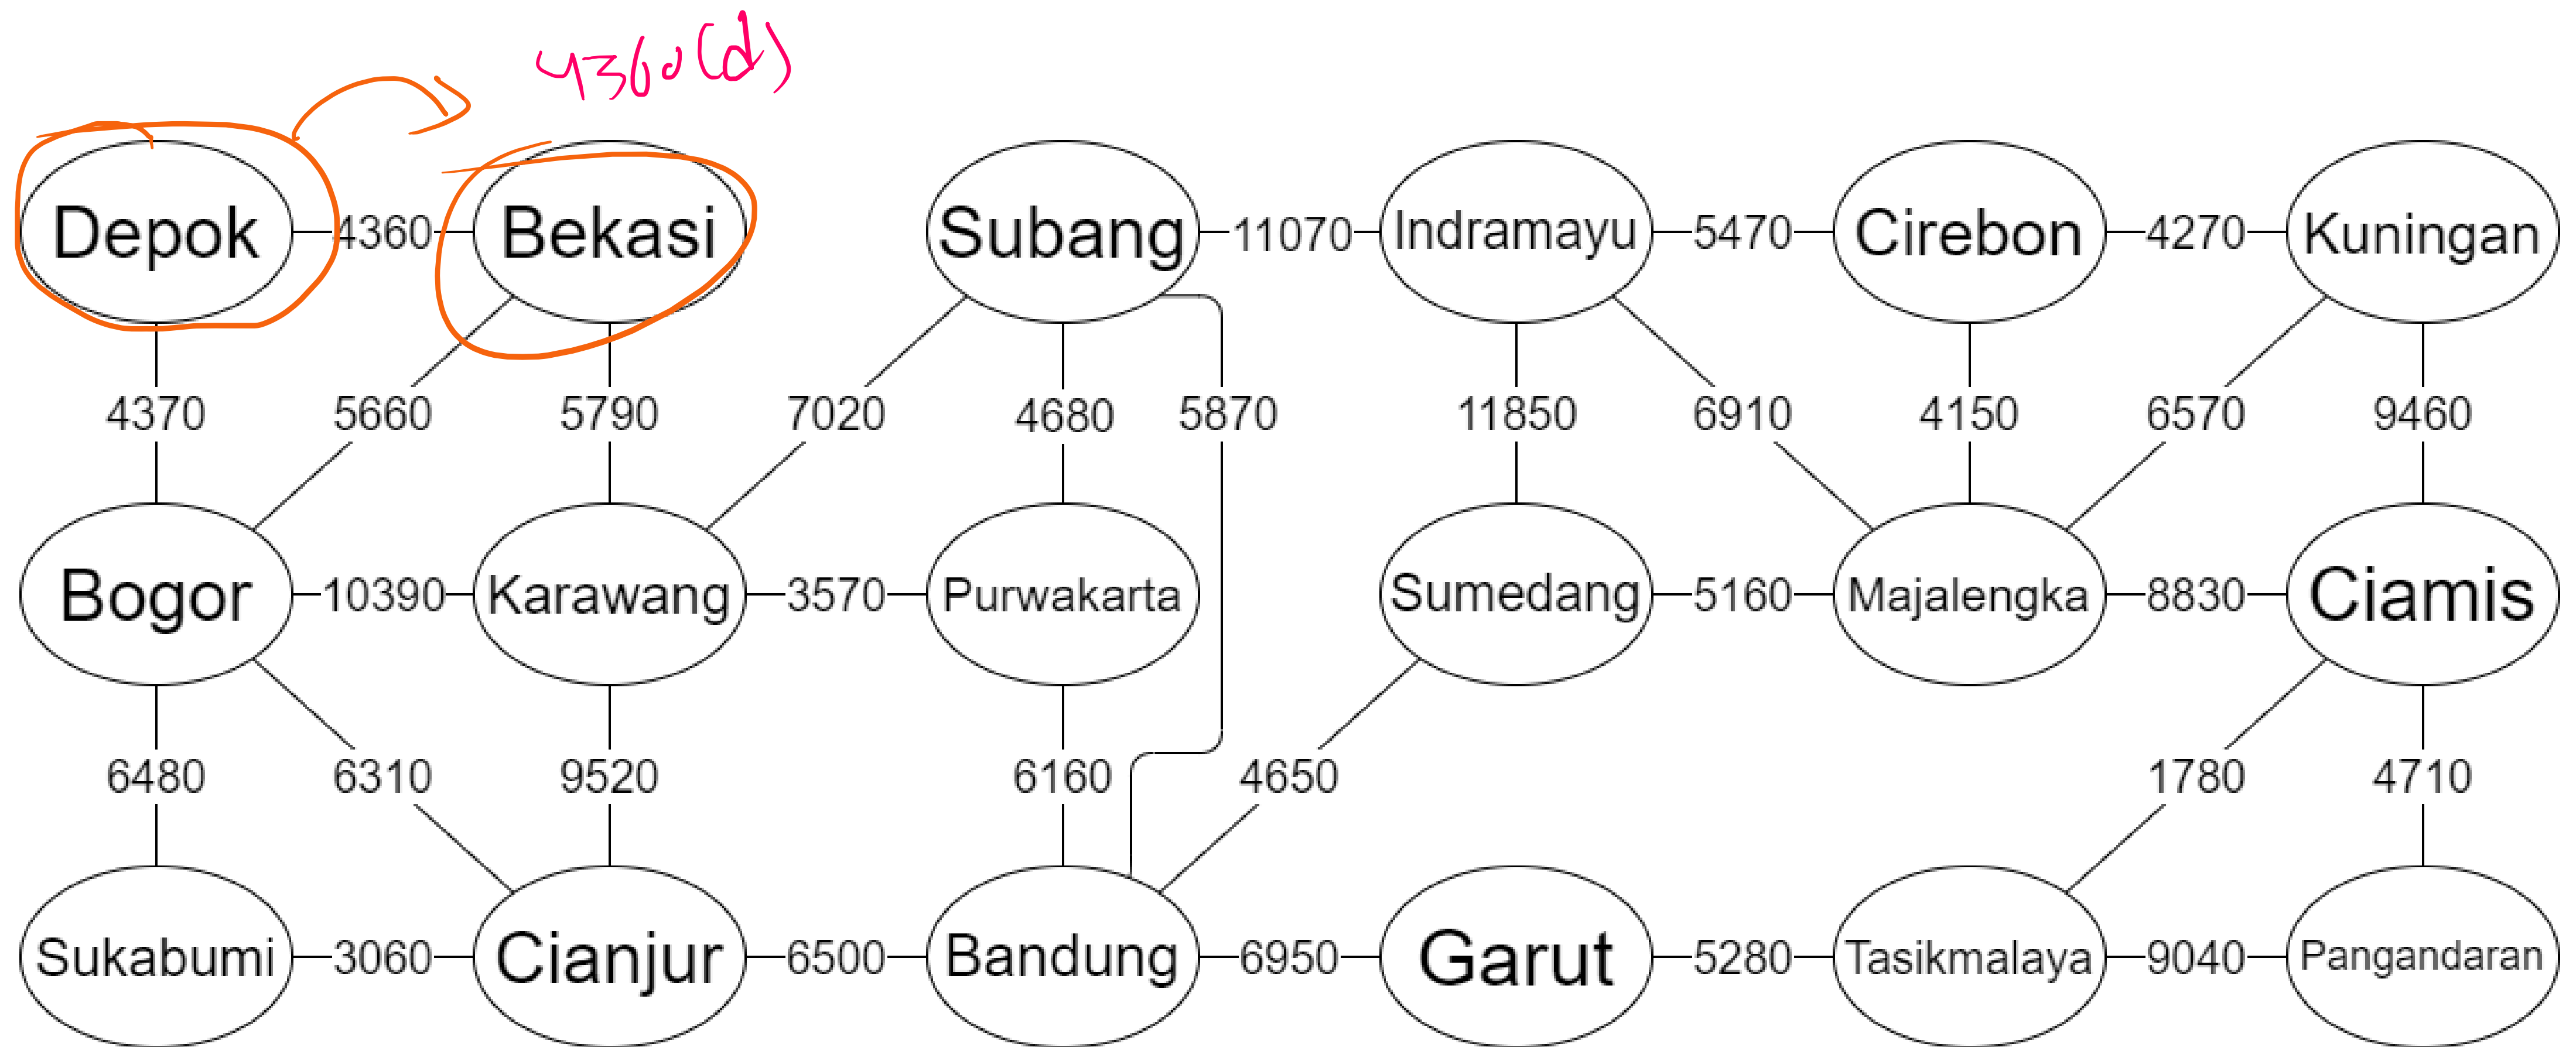 4360(d)
Depok 4360 Bekasi Subang 11070 Indramayu 5470 Cirebon 4270 Kuningan
4370 5660 5790 7020 4680 5870 11850 6910 4150 6570 9460
Bogor 10390 Karawang 3570 Purwakarta Sumedang 5160 Majalengka 8830 Ciamis
6480 6310 9520 6160 4650 1780 4710
Sukabumi 3060 Cianjur 6500 Bandung 6950 Garut 5280 Tasikmalaya 9040 Pangandaran